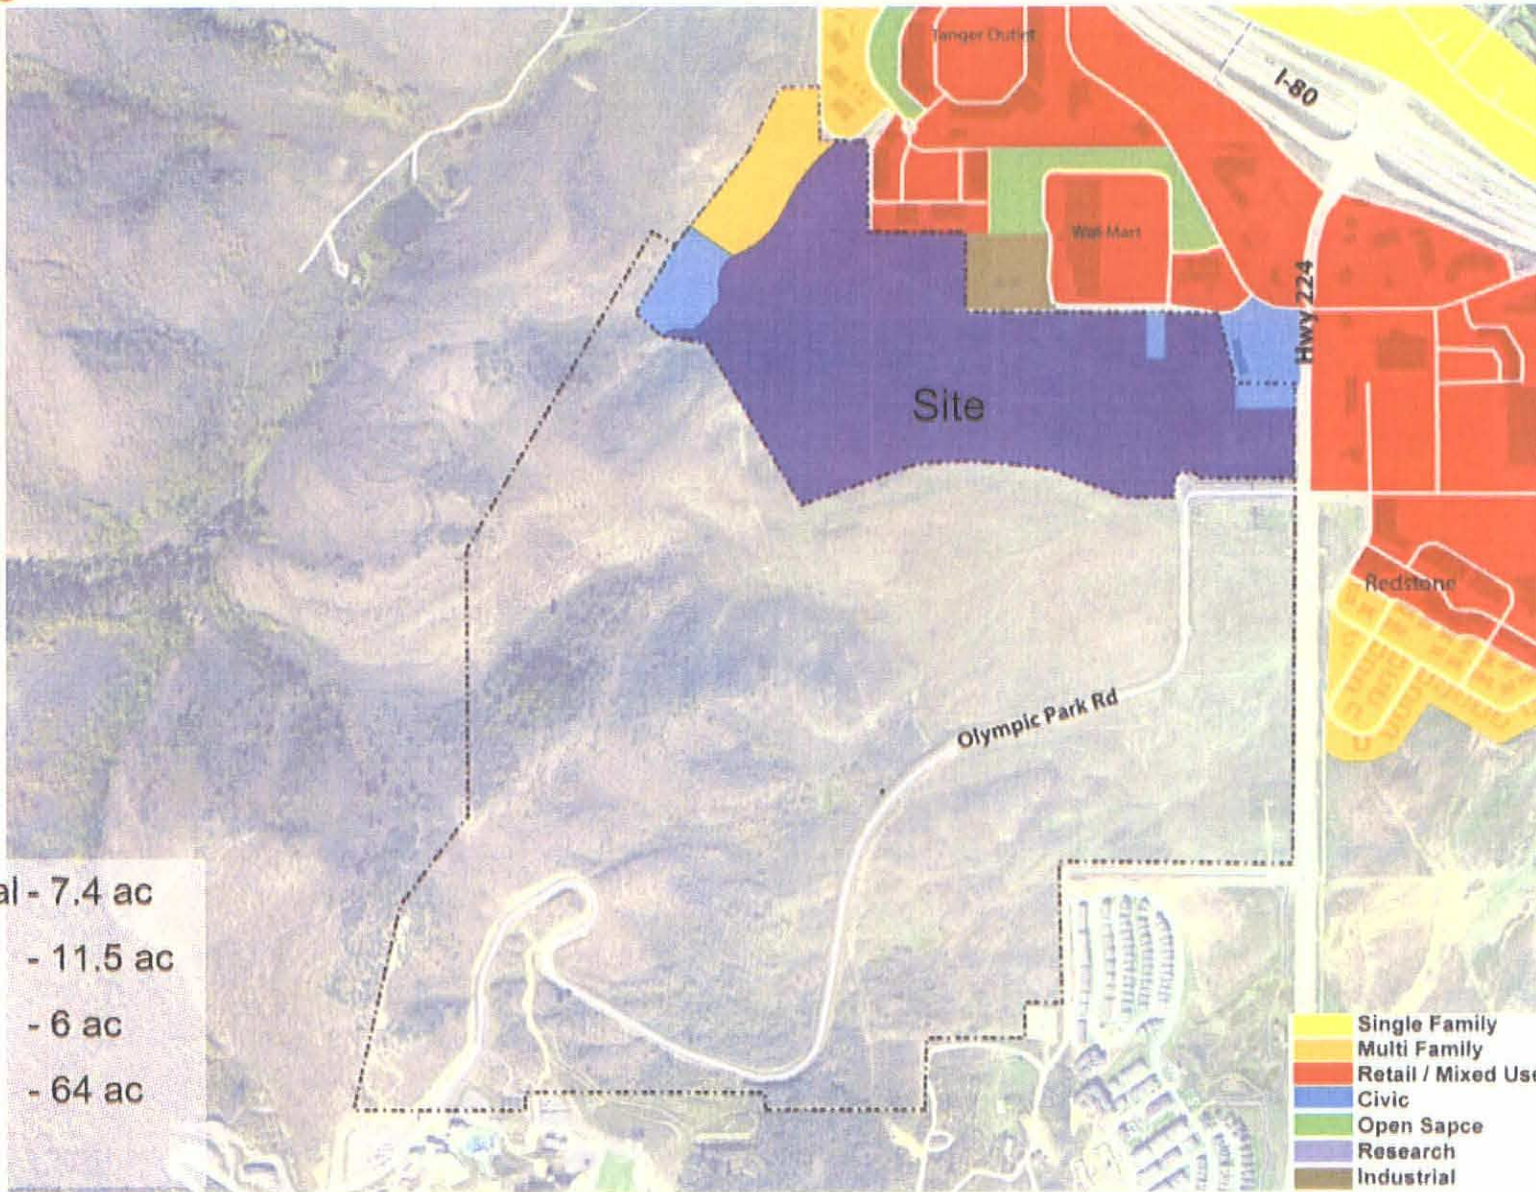 Tanger Outlet
I-80
Wal-Mart
Hwy 224
Site
Redstone
Olympic Park Rd
al - 7.4 ac
- 11.5 ac
- 6 ac
- 64 ac
Single Family
Multi Family
Retail / Mixed Use
Civic
Open Sapce
Research
Industrial